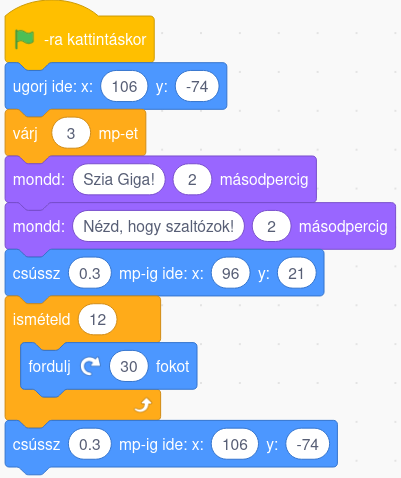 -ra kattintáskor
ugorj ide: x: 106 y: -74
várj 3 mp-et
mondd: Szia Giga! 2 másodpercig
mondd: Nézd, hogy szaltózok! 2 másodpercig
csússz 0.3 mp-ig ide: x: 96 y: 21
ismételd 12
fordulj 30 fokot
csússz 0.3 mp-ig ide: x: 106 y: -74